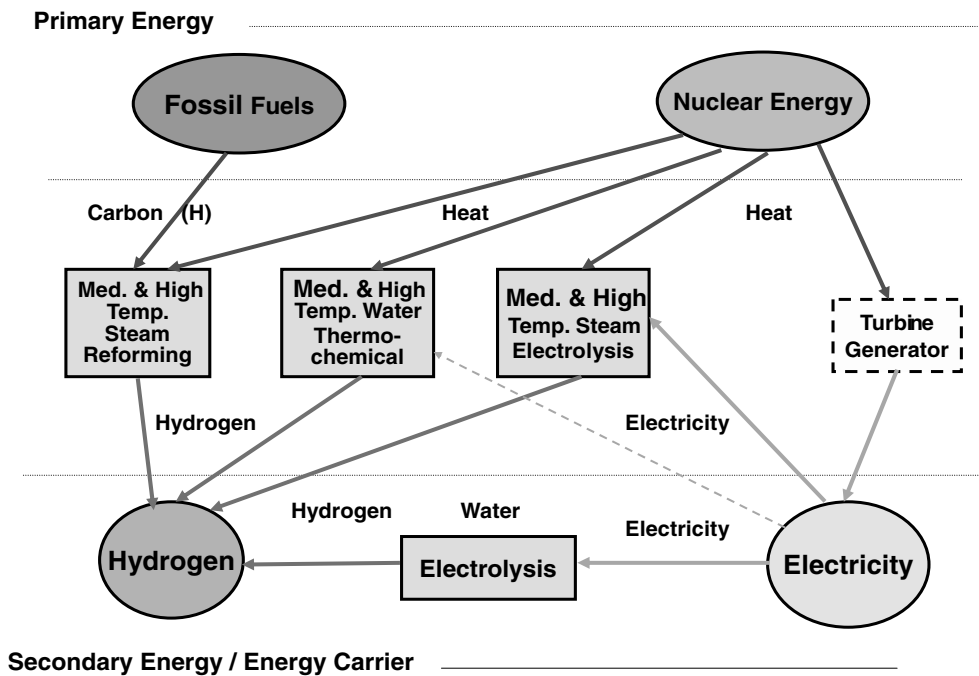 Primary Energy
Fossil Fuels
Nuclear Energy
Carbon (H)
Heat
Heat
Med. & High
Temp.
Steam
Reforming
Med. & High
Temp. Water
Thermo-
chemical
Med. & High
Temp. Steam
Electrolysis
Turbine
Generator
Hydrogen
Electricity
Hydrogen
Water
Electricity
Hydrogen
Electrolysis
Electricity
Secondary Energy / Energy Carrier